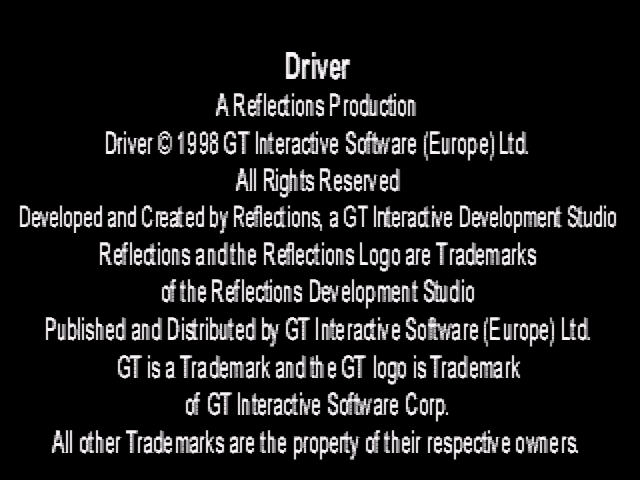 Driver
A Reflections Production
Driver © 1998 GT Interactive Software (Europe) Ltd.
All Rights Reserved
Developed and Created by Reflections, a GT Interactive Development Studio
Reflections and the Reflections Logo are Trademarks
of the Reflections Development Studio
Published and Distributed by GT Interactive Software (Europe) Ltd.
GT is a Trademark and the GT logo is Trademark
of GT Interactive Software Corp.
All other Trademarks are the property of their respective owners.